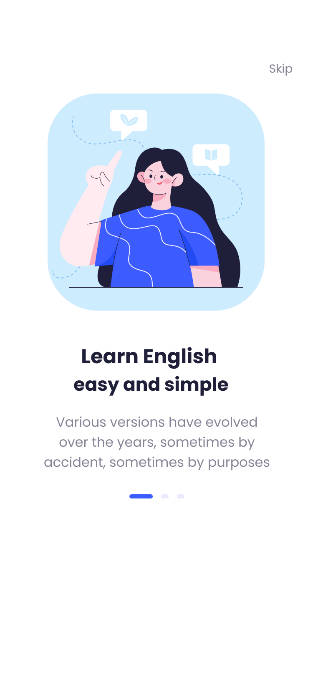 Skip
Learn English
easy and simple
Various versions have evolved
over the years, sometimes by
accident, sometimes by purposes